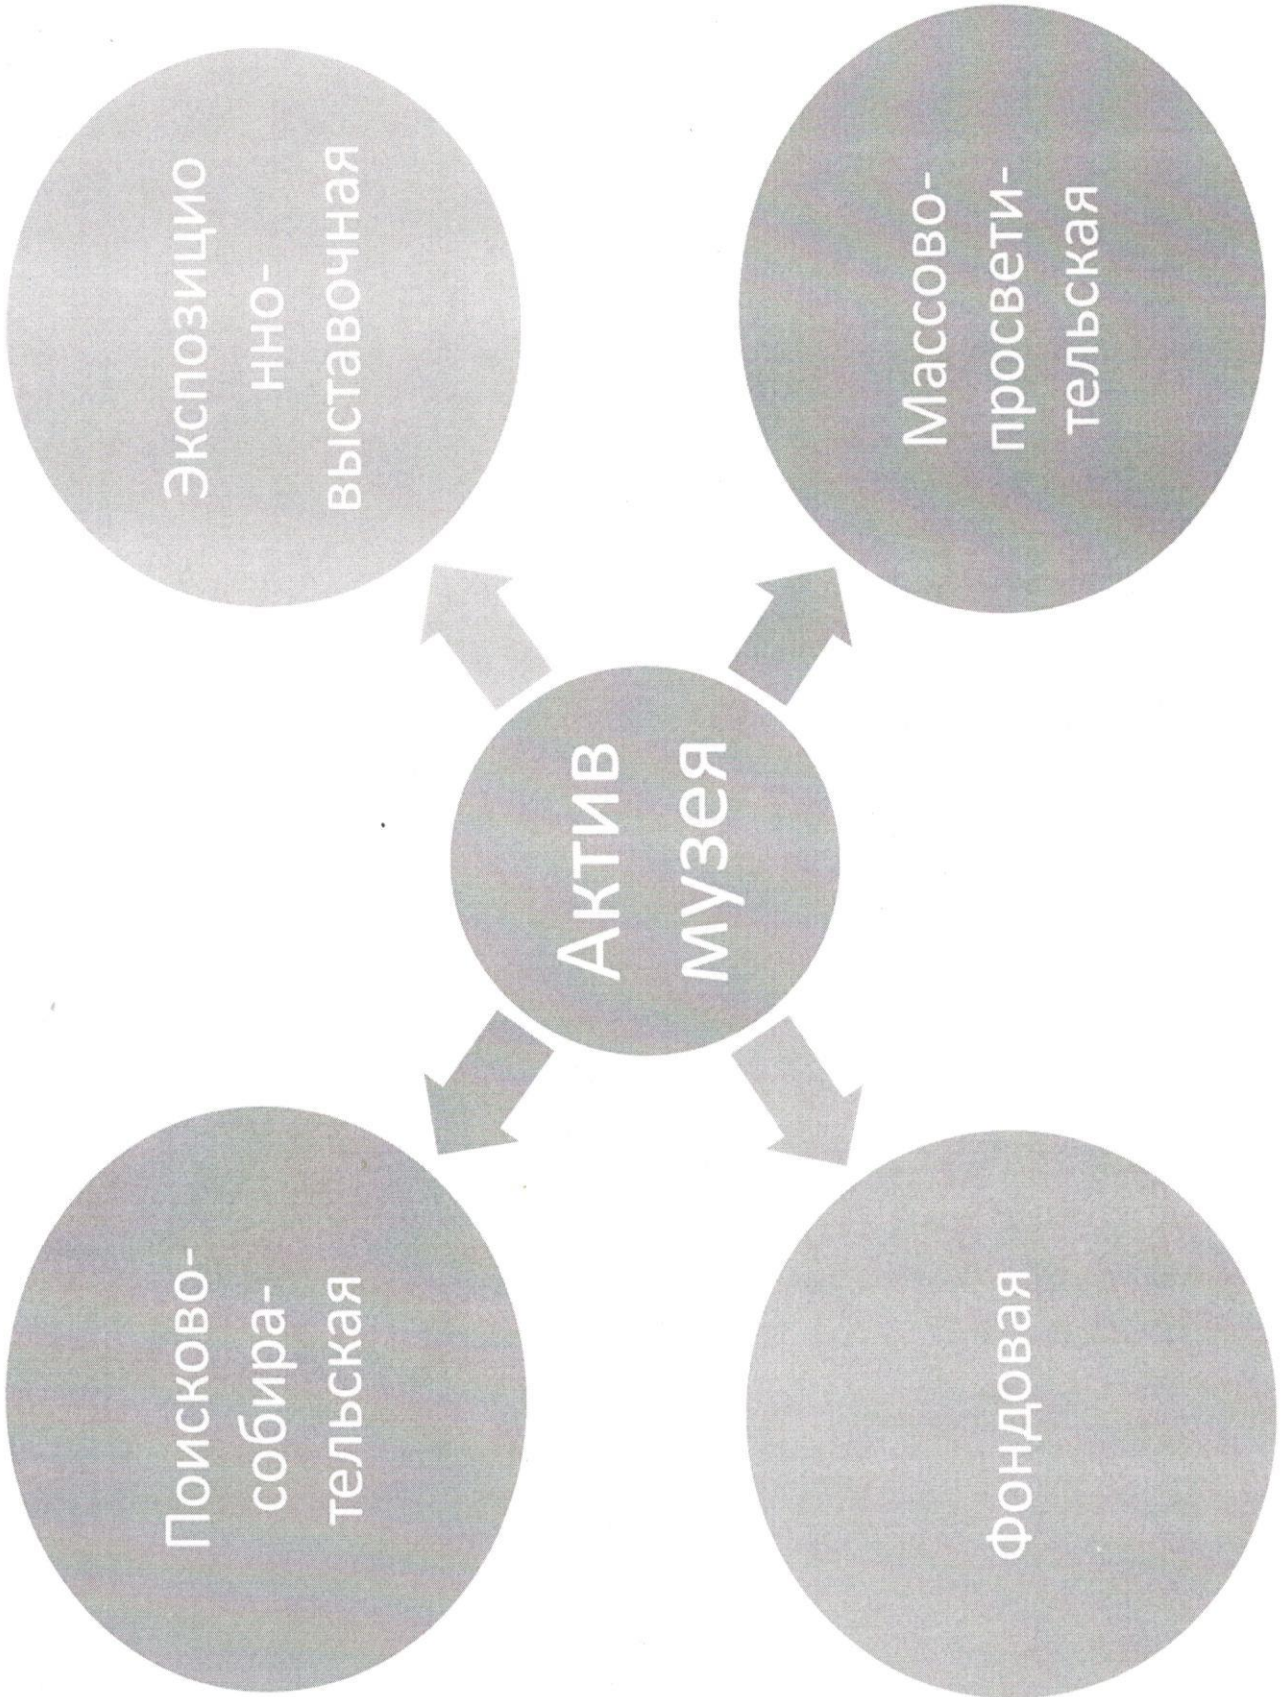 Поисково-
собира-
тельская
Экспозицио
нно-
выставочная
Актив
музея
Фондовая
Массово-
просвети-
тельская